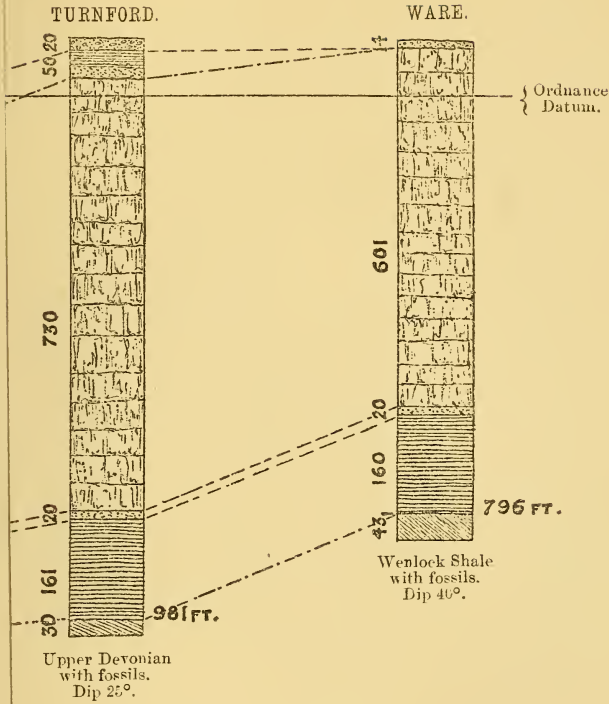 TURNFORD.
WARE.
20
50
730
20
161
30
981 FT.
Upper Devonian
with fossils.
Dip 25°.
Ordnance
Datum.
601
20
160
796 FT.
Wenlock Shale
with fossils.
Dip 40°.